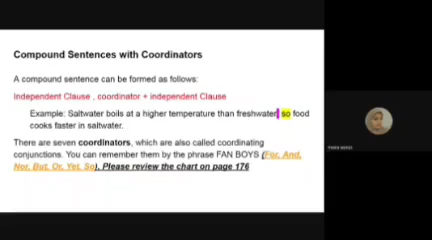 Compound Sentences with Coordinators
A compound sentence can be formed as follows:
Independent Clause , coordinator + independent Clause
Example: Saltwater boils at a higher temperature than freshwater, so food
cooks faster in saltwater.
There are seven coordinators, which are also called coordinating
conjunctions. You can remember them by the phrase FAN BOYS (For, And,
Nor, But, Or, Yet, So). Please review the chart on page 176